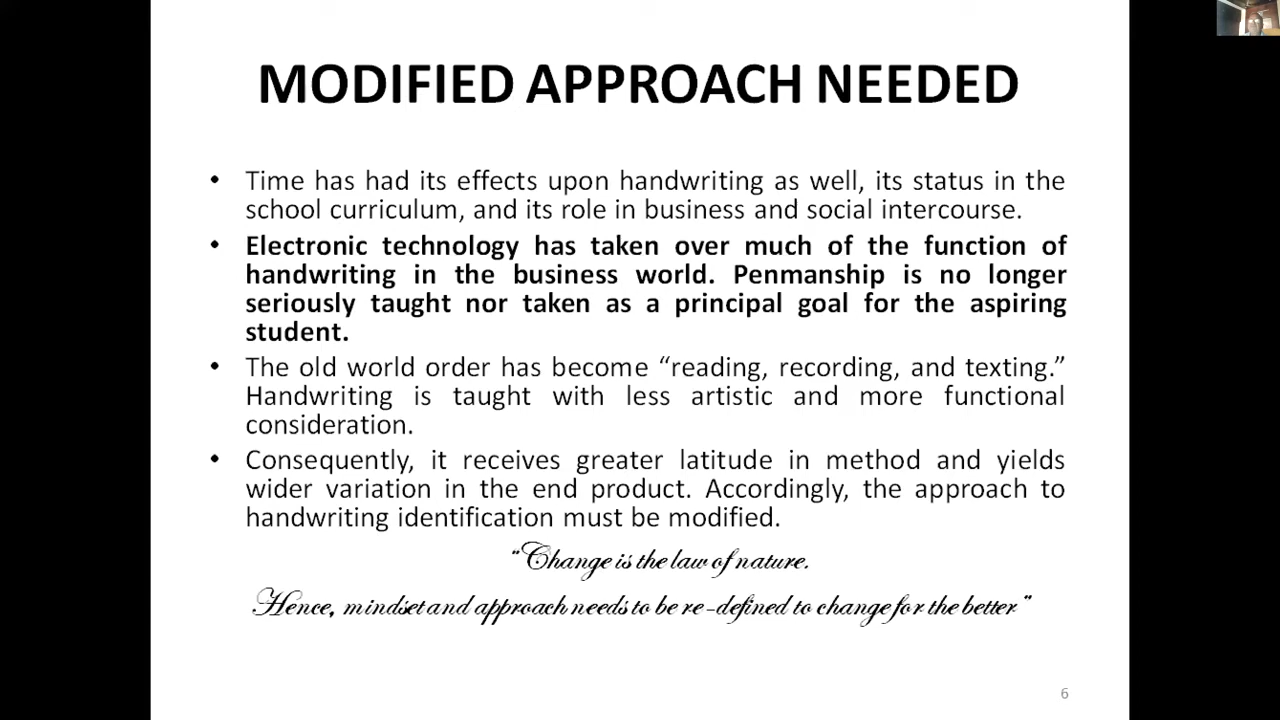 MODIFIED APPROACH NEEDED
• Time has had its effects upon handwriting as well, its status in the
school curriculum, and its role in business and social intercourse.
• Electronic technology has taken over much of the function of
handwriting in the business world. Penmanship is no longer
seriously taught nor taken as a principal goal for the aspiring
student.
• The old world order has become “reading, recording, and texting.”
Handwriting is taught with less artistic and more functional
consideration.
• Consequently, it receives greater latitude in method and yields
wider variation in the end product. Accordingly, the approach to
handwriting identification must be modified.
"Change is the law of nature.
Hence, mindset and approach needs to be re-defined to change for the better"
6